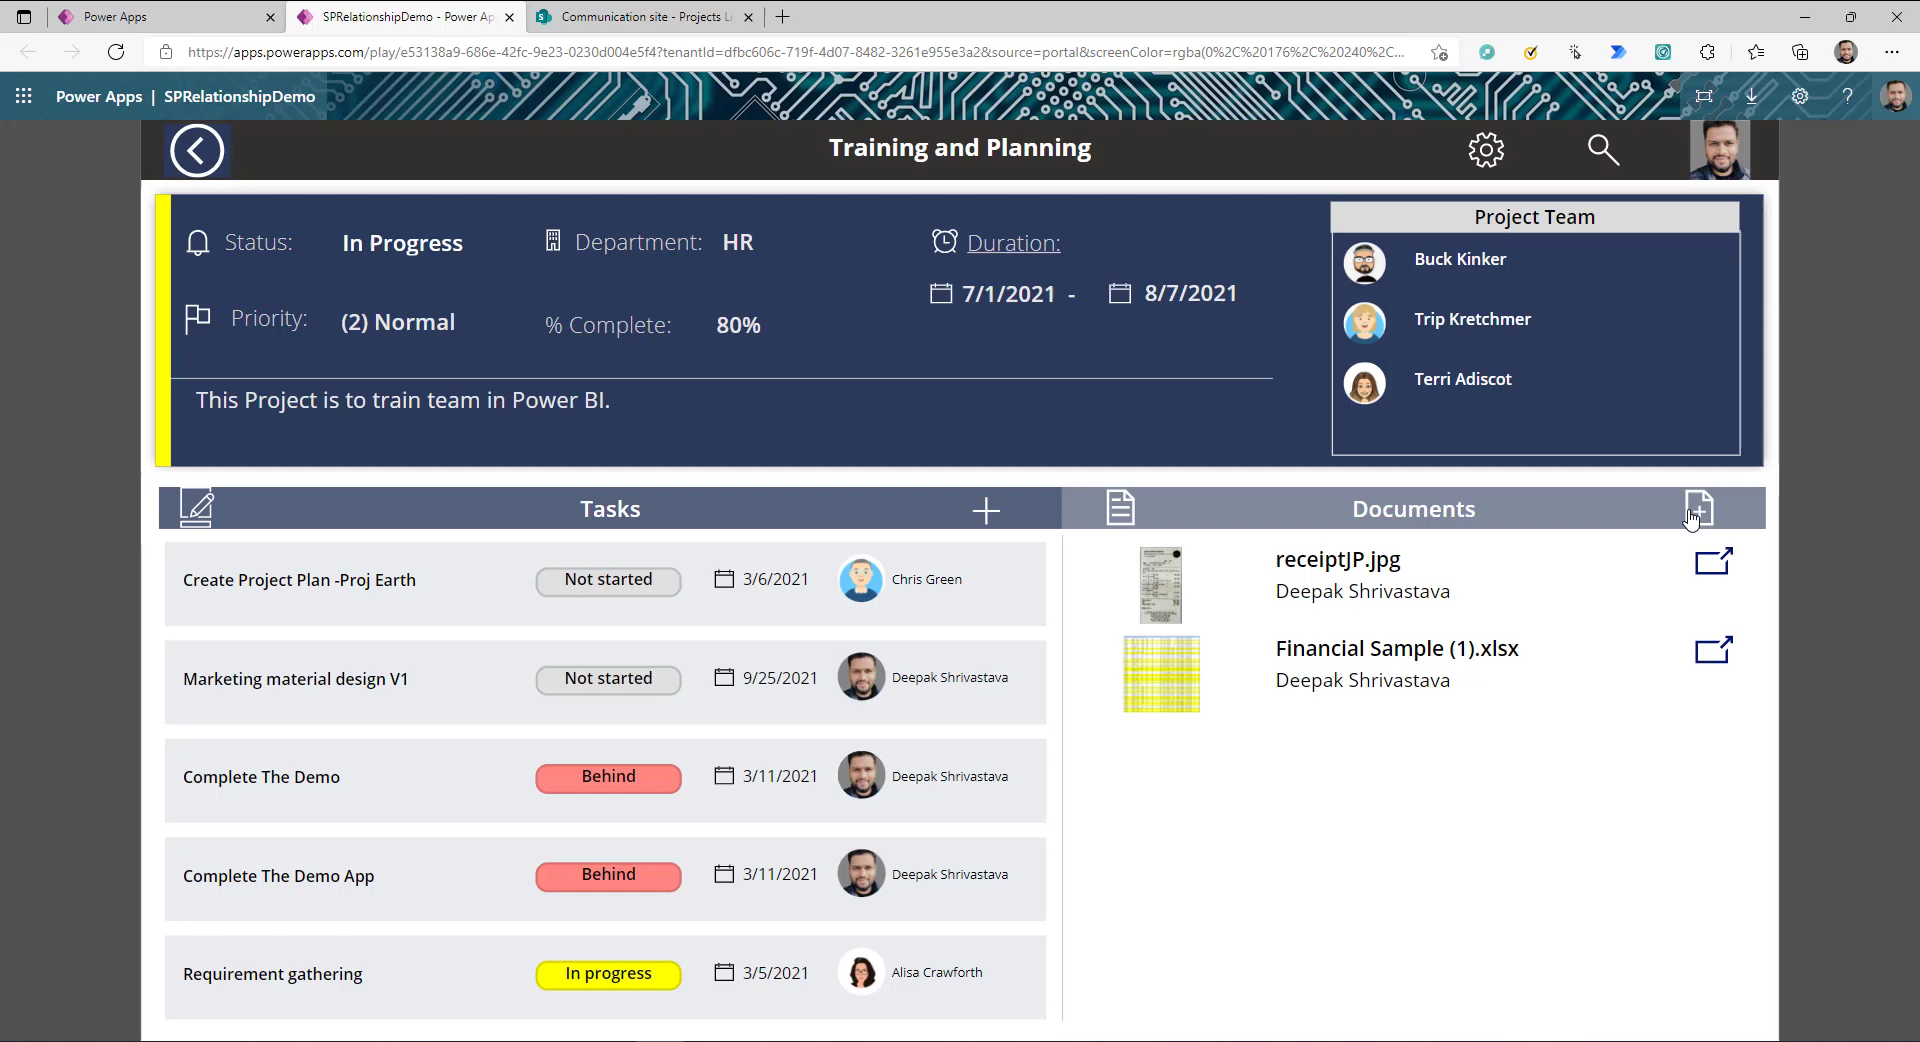 Power Apps
SPRelationshipDemo - Power Ap
Communication site - Projects Li
https://apps.powerapps.com/play/e53138a9-686e-42fc-9e23-0230d004e5f4?tenantId=dfbc606c-719f-4d07-8482-3261e955e3a2&source=portal&screenColor=rgba(0%2C%20176%2C%20240%2C...
Power Apps | SPRelationshipDemo
Training and Planning
Status: In Progress
Department: HR
Duration:
7/1/2021 - 8/7/2021
Priority: (2) Normal
% Complete: 80%
This Project is to train team in Power BI.
Project Team
Buck Kinker
Trip Kretchmer
Terri Adiscot
Tasks
Create Project Plan -Proj Earth Not started 3/6/2021 Chris Green
Marketing material design V1 Not started 9/25/2021 Deepak Shrivastava
Complete The Demo Behind 3/11/2021 Deepak Shrivastava
Complete The Demo App Behind 3/11/2021 Deepak Shrivastava
Requirement gathering In progress 3/5/2021 Alisa Crawforth
Documents
receiptJP.jpg
Deepak Shrivastava
Financial Sample (1).xlsx
Deepak Shrivastava